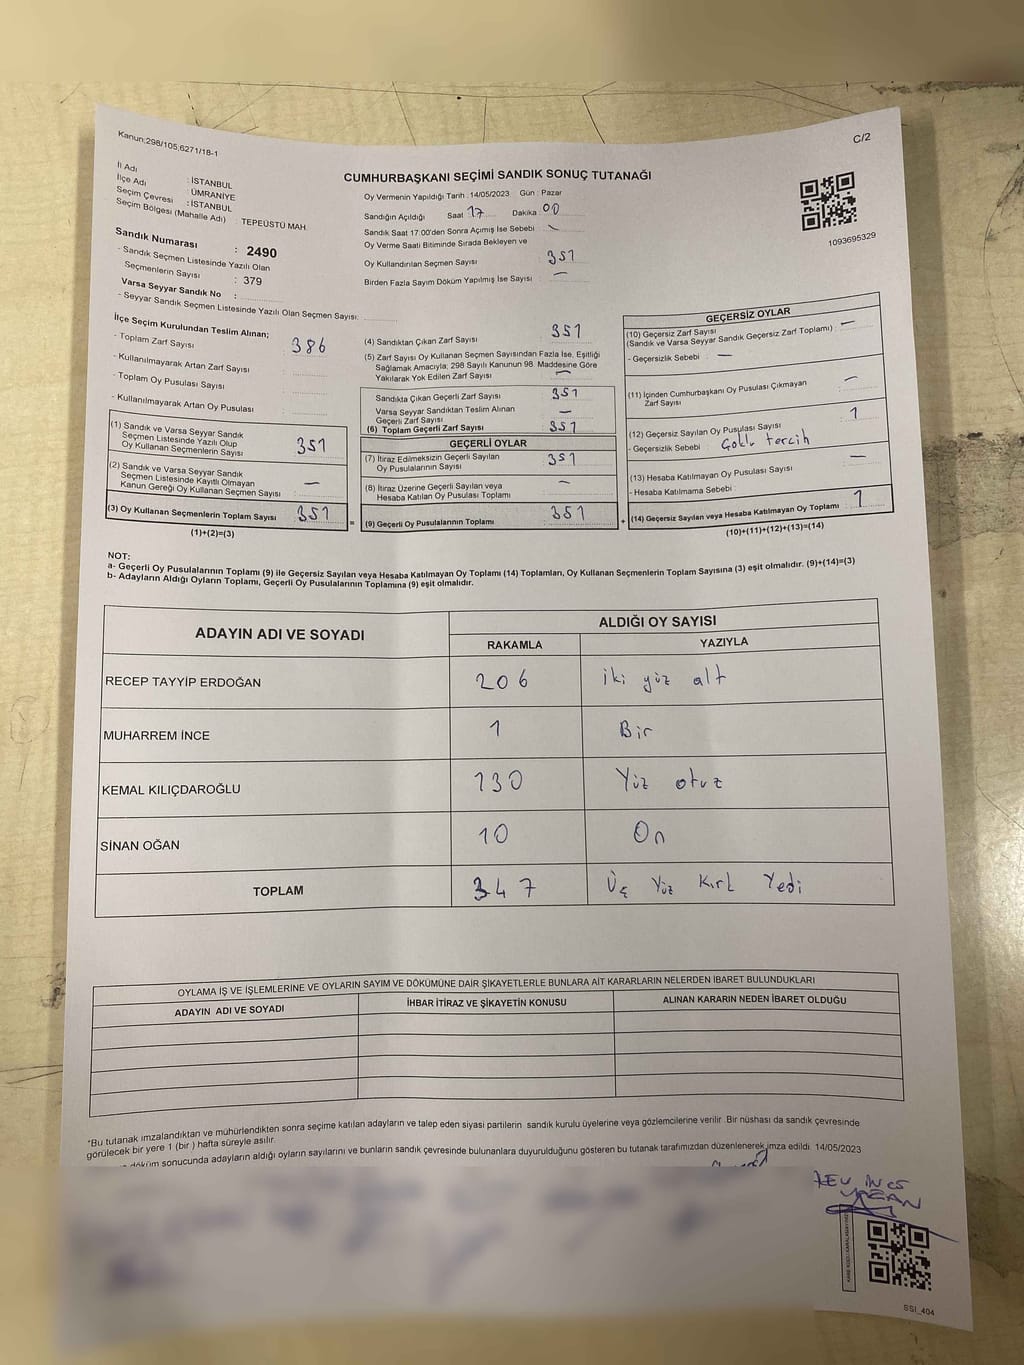 Kanun;298/105;6271/18-1
C/2
CUMHURBAŞKANI SEÇİMİ SANDIK SONUÇ TUTANAĞI
İl Adı : İSTANBUL
İlçe Adı : ÜMRANİYE
Seçim Çevresi : İSTANBUL
Seçim Bölgesi (Mahalle Adı) : TEPEÜSTÜ MAH.
Sandık Numarası : 2490
- Sandık Seçmen Listesinde Yazılı Olan
Seçmenlerin Sayısı : 379
Varsa Seyyar Sandık No :
- Seyyar Sandık Seçmen Listesinde Yazılı Olan Seçmen Sayısı:
Oy Vermenin Yapıldığı Tarih :14/05/2023 Gün : Pazar
Sandığın Açıldığı Saat 17 Dakika : 00
Sandık Saat 17:00'den Sonra Açımış İse Sebebi :
Oy Verme Saati Bitiminde Sırada Bekleyen ve
Oy Kullandırılan Seçmen Sayısı : 351
Birden Fazla Sayım Döküm Yapılmış İse Sayısı : —
1093695329
İlçe Seçim Kurulundan Teslim Alınan;
- Toplam Zarf Sayısı : 386
- Kullanılmayarak Artan Zarf Sayısı :
- Toplam Oy Pusulası Sayısı :
- Kullanılmayarak Artan Oy Pusulası :
(1) Sandık ve Varsa Seyyar Sandık
Seçmen Listesinde Yazılı Olup
Oy Kullanan Seçmenlerin Sayısı : 351
(2) Sandık ve Varsa Seyyar Sandık
Seçmen Listesinde Kayıtlı Olmayan
Kanun Gereği Oy Kullanan Seçmen Sayısı : —
(3) Oy Kullanan Seçmenlerin Toplam Sayısı : 351
(1)+(2)=(3)
=
(4) Sandıktan Çıkan Zarf Sayısı : 351
(5) Zarf Sayısı Oy Kullanan Seçmen Sayısından Fazla İse, Eşitliği
Sağlamak Amacıyla; 298 Sayılı Kanunun 98. Maddesine Göre
Yakılarak Yok Edilen Zarf Sayısı : —
Sandıkta Çıkan Geçerli Zarf Sayısı : 351
Varsa Seyyar Sandıktan Teslim Alınan
Geçerli Zarf Sayısı : —
(6) Toplam Geçerli Zarf Sayısı : 351
GEÇERLİ OYLAR
(7) İtiraz Edilmeksizin Geçerli Sayılan
Oy Pusulalarının Sayısı : 351
(8) İtiraz Üzerine Geçerli Sayılan veya
Hesaba Katılan Oy Pusulası Toplamı : —
(9) Geçerli Oy Pusulalarının Toplamı : 351
+
GEÇERSİZ OYLAR
(10) Geçersiz Zarf Sayısı
(Sandık ve Varsa Seyyar Sandık Geçersiz Zarf Toplamı) : —
- Geçersizlik Sebebi : —
(11) İçinden Cumhurbaşkanı Oy Pusulası Çıkmayan
Zarf Sayısı : —
(12) Geçersiz Sayılan Oy Pusulası Sayısı : 1
- Geçersizlik Sebebi : Çoklu tercih
(13) Hesaba Katılmayan Oy Pusulası Sayısı : —
- Hesaba Katılmama Sebebi :
(14) Geçersiz Sayılan veya Hesaba Katılmayan Oy Toplamı : 1
(10)+(11)+(12)+(13)=(14)
NOT:
a- Geçerli Oy Pusulalarının Toplamı (9) ile Geçersiz Sayılan veya Hesaba Katılmayan Oy Toplamı (14) Toplamları, Oy Kullanan Seçmenlerin Toplam Sayısına (3) eşit olmalıdır. (9)+(14)=(3)
b- Adayların Aldığı Oyların Toplamı, Geçerli Oy Pusulalarının Toplamına (9) eşit olmalıdır.
ADAYIN ADI VE SOYADI ALDIĞI OY SAYISI
RAKAMLA YAZIYLA
RECEP TAYYİP ERDOĞAN 206 iki yüz alt
MUHARREM İNCE 1 Bir
KEMAL KILIÇDAROĞLU 130 Yüz otuz
SİNAN OĞAN 10 On
TOPLAM 347 Üç Yüz Kırk Yedi
OYLAMA İŞ VE İŞLEMLERİNE VE OYLARIN SAYIM VE DÖKÜMÜNE DAİR ŞİKAYETLERLE BUNLARA AİT KARARLARIN NELERDEN İBARET BULUNDUKLARI
ADAYIN ADI VE SOYADI İHBAR İTİRAZ VE ŞİKAYETİN KONUSU ALINAN KARARIN NEDEN İBARET OLDUĞU
*Bu tutanak imzalandıktan ve mühürlendikten sonra seçime katılan adayların ve talep eden siyasi partilerin sandık kurulu üyelerine veya gözlemcilerine verilir. Bir nüshası da sandık çevresinde
görülecek bir yere 1 (bir ) hafta süreyle asılır.
döküm sonucunda adayların aldığı oyların sayılarını ve bunların sandık çevresinde bulunanlara duyurulduğunu gösteren bu tutanak tarafımızdan düzenlenerek imza edildi. 14/05/2023
SSI_404